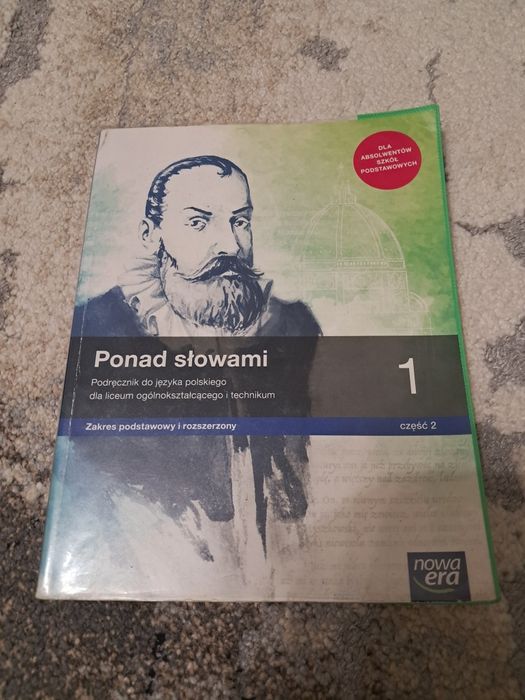 DLA
ABSOLWENTÓW
SZKÓŁ
PODSTAWOWYCH
Ponad słowami
1
Podręcznik do języka polskiego
dla liceum ogólnokształcącego i technikum
Zakres podstawowy i rozszerzony
część 2
nowa
era